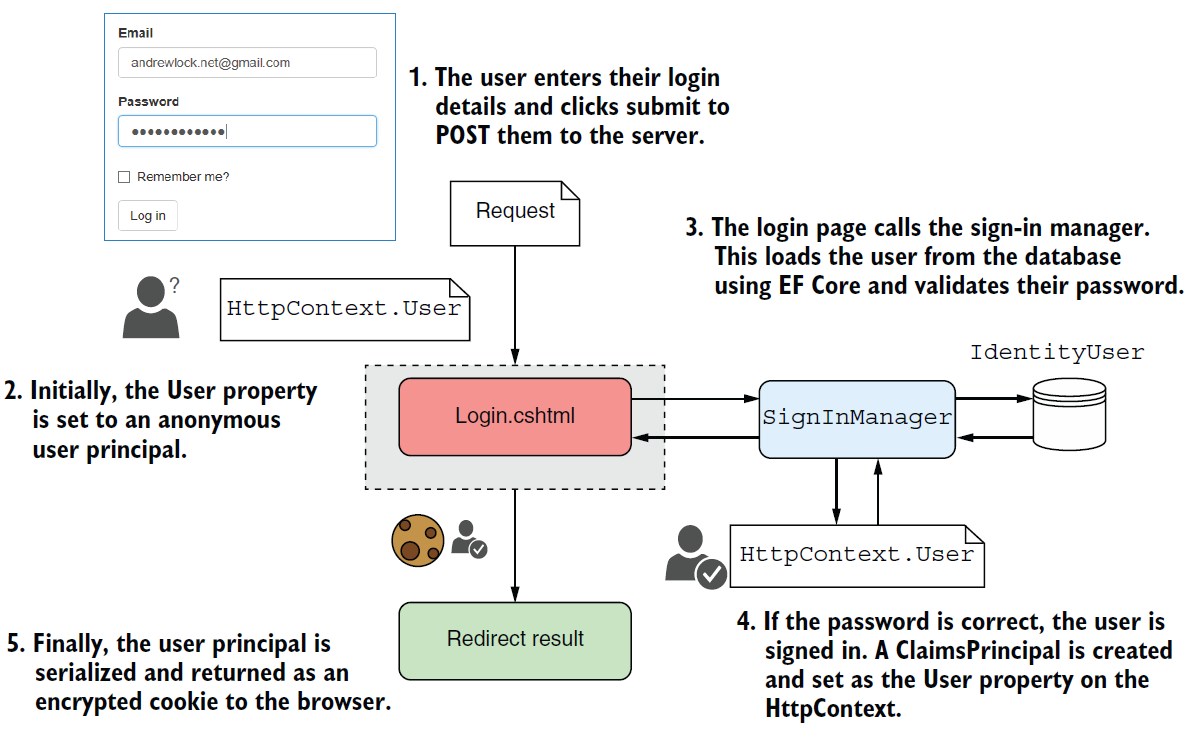 Email
andrewlock.net@gmail.com
Password
Remember me?
Log in
1. The user enters their login
details and clicks submit to
POST them to the server.
Request
3. The login page calls the sign-in manager.
This loads the user from the database
using EF Core and validates their password.
?
HttpContext.User
IdentityUser
2. Initially, the User property
is set to an anonymous
user principal.
Login.cshtml
SignInManager
HttpContext.User
Redirect result
4. If the password is correct, the user is
signed in. A ClaimsPrincipal is created
and set as the User property on the
HttpContext.
5. Finally, the user principal is
serialized and returned as an
encrypted cookie to the browser.